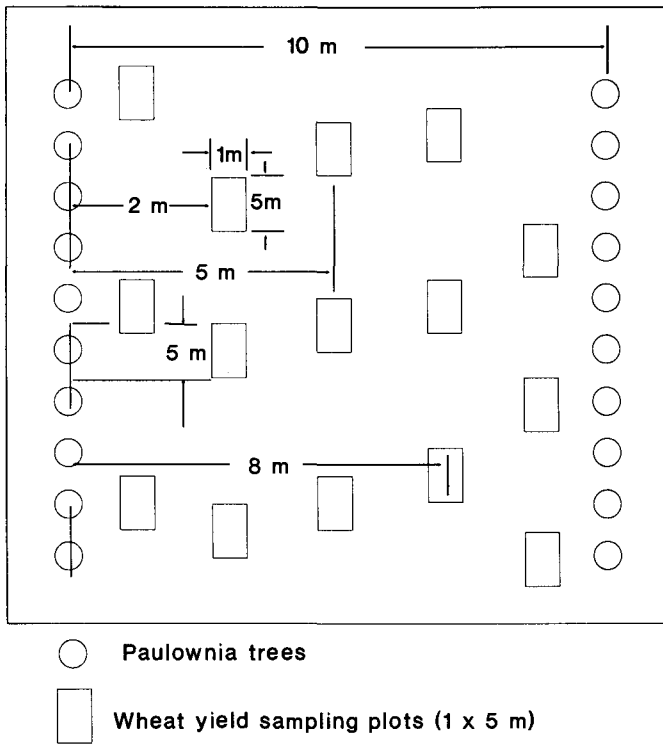 10 m
1m
2 m
5m
5 m
5 m
8 m
Paulownia trees
Wheat yield sampling plots (1 x 5 m)